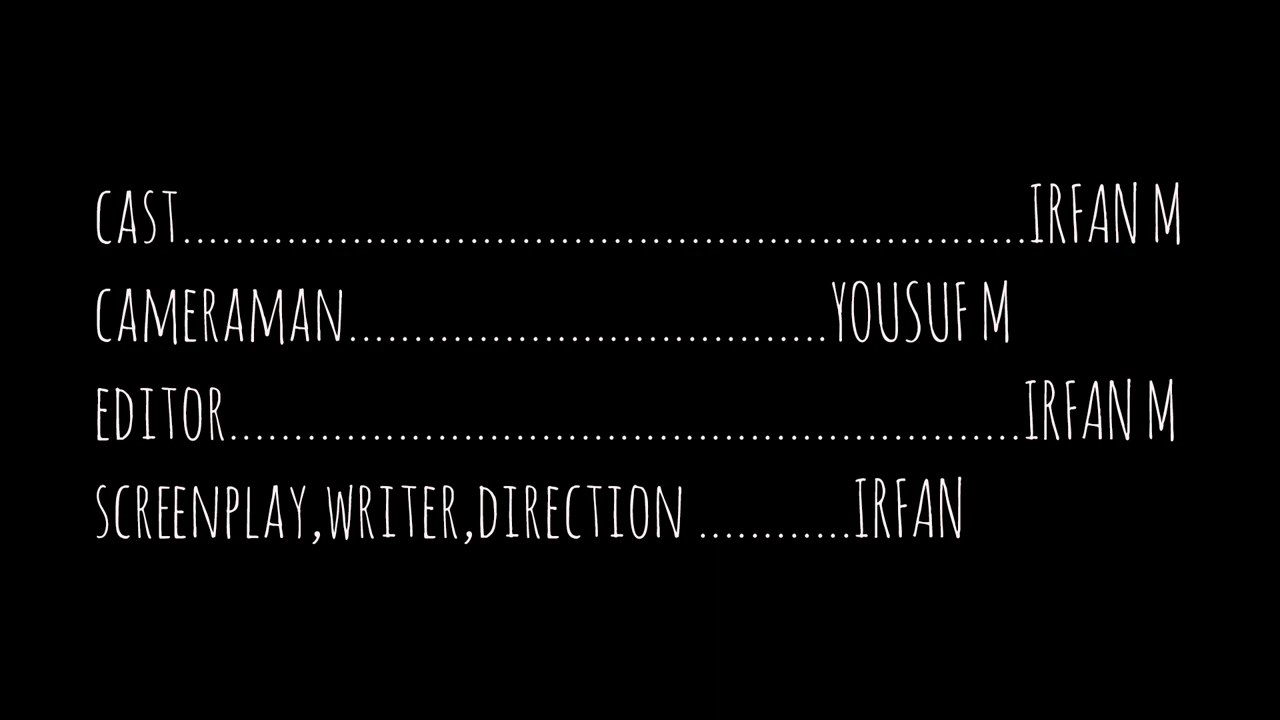 CAST.................................................................IRFAN M
CAMERAMAN.....................................YOUSUF M
EDITOR.............................................................IRFAN M
SCREENPLAY,WRITER,DIRECTION ............IRFAN